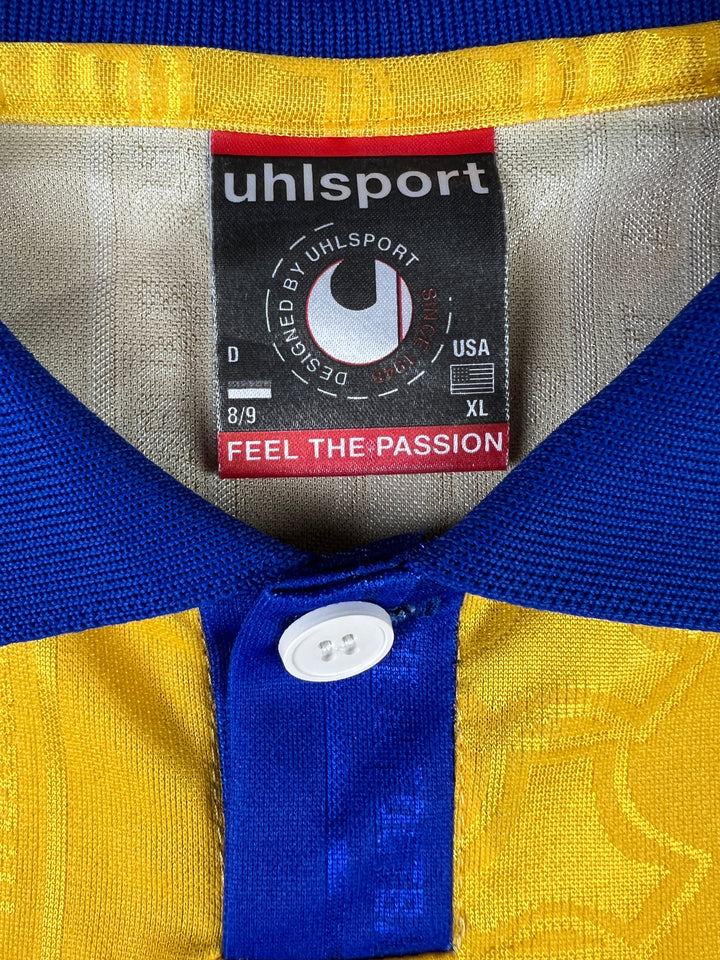 uhlsport
DESIGNED BY UHLSPORT
SINCE 1948
D
USA
8/9
XL
FEEL THE PASSION